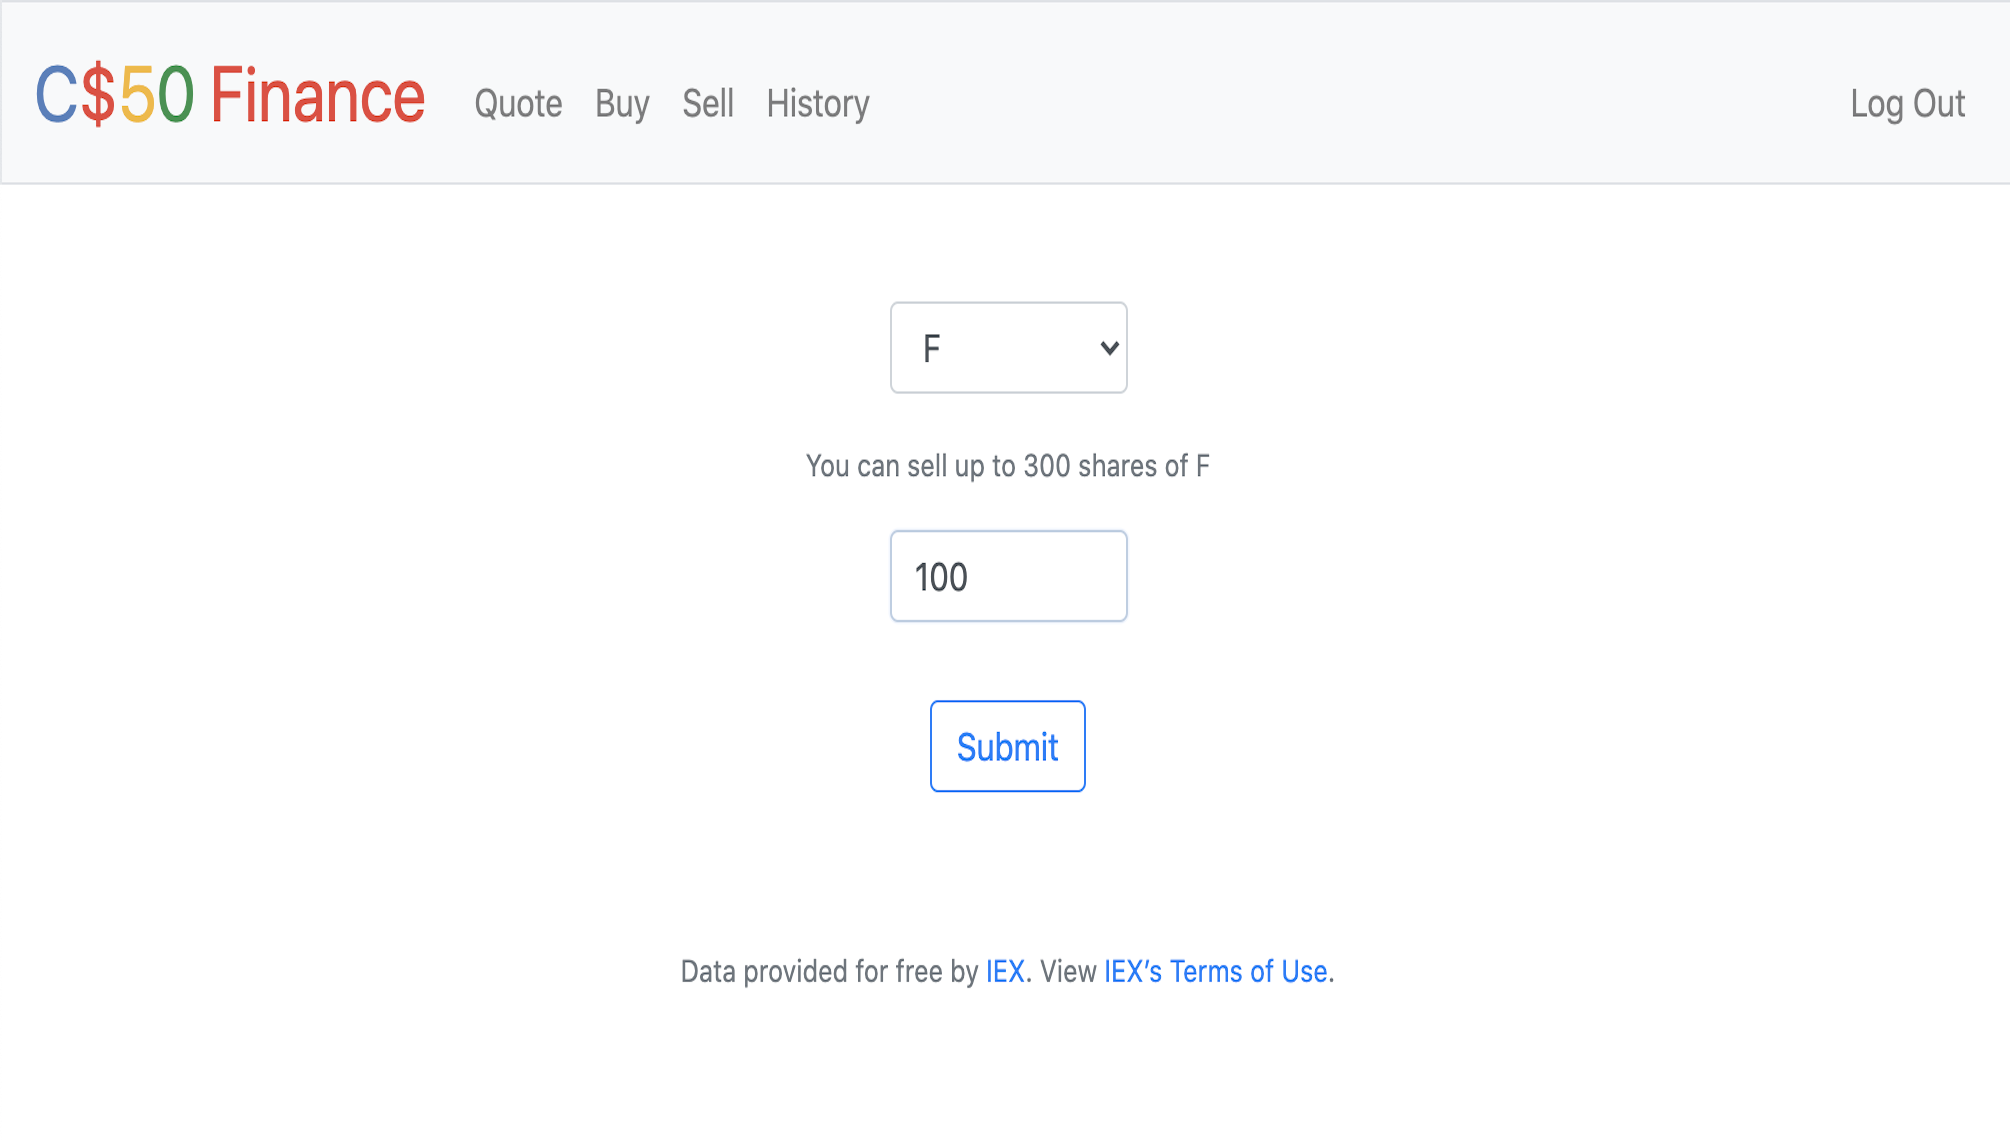 C$50 Finance Quote Buy Sell History Log Out
F
You can sell up to 300 shares of F
100
Submit
Data provided for free by IEX. View IEX’s Terms of Use.